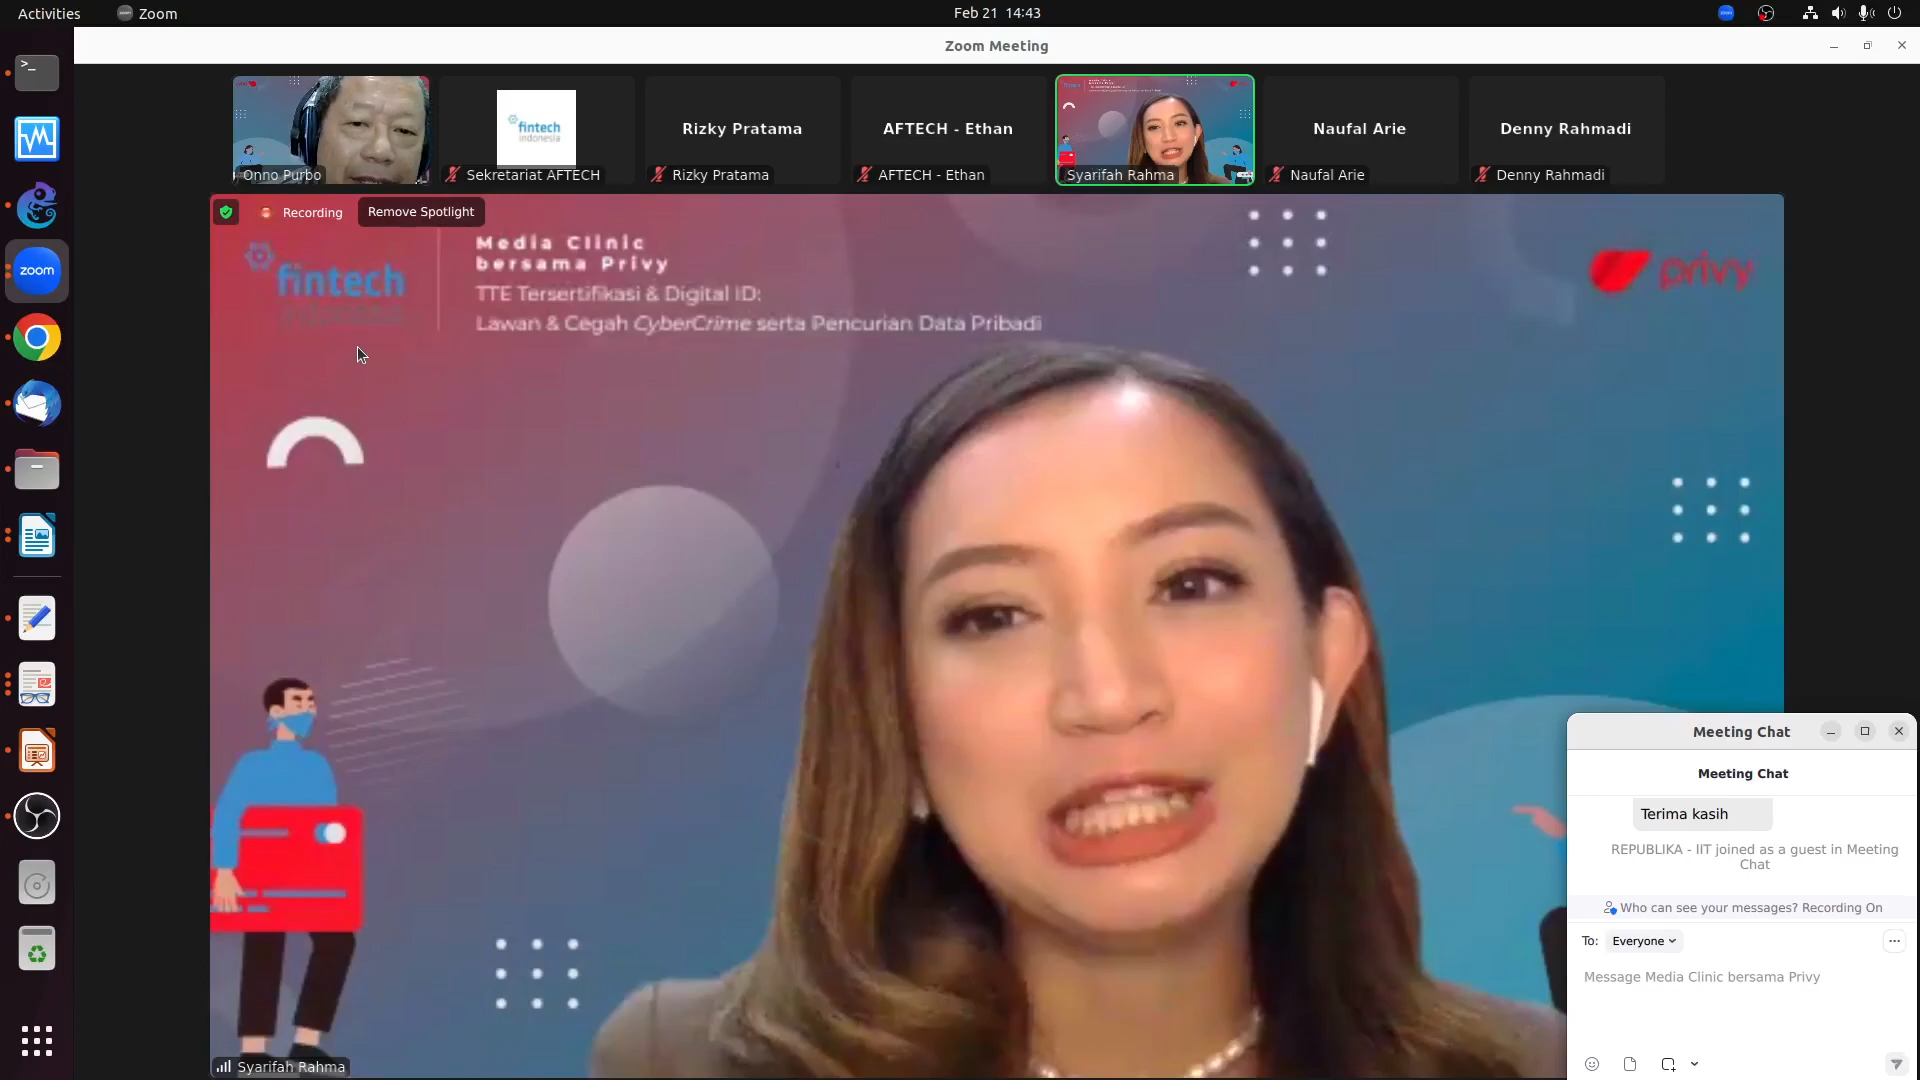 Activities
Zoom
Feb 21 14:43
Zoom Meeting
fintech
indonesia
Rizky Pratama
AFTECH - Ethan
Naufal Arie
Denny Rahmadi
Onno Purbo
Sekretariat AFTECH
Rizky Pratama
AFTECH - Ethan
Syarifah Rahma
Naufal Arie
Denny Rahmadi
Recording
Remove Spotlight
fintech
Media Clinic
bersama Privy
TTE Tersertifikasi & Digital ID:
Lawan & Cegah CyberCrime serta Pencurian Data Pribadi
privy
zoom
Syarifah Rahma
Meeting Chat
Meeting Chat
Terima kasih
REPUBLIKA - IIT joined as a guest in Meeting
Chat
Who can see your messages? Recording On
To: Everyone
Message Media Clinic bersama Privy